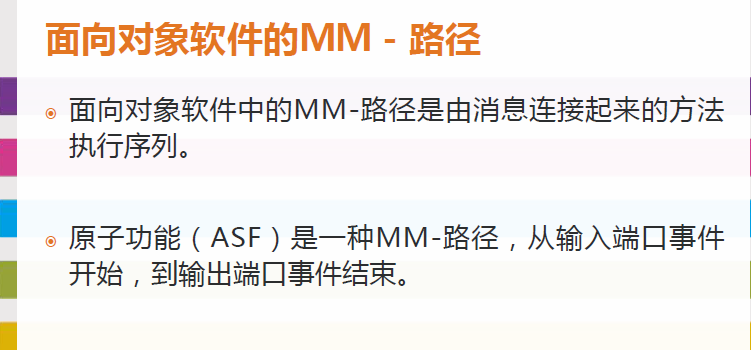 面向对象软件的MM - 路径
面向对象软件中的MM-路径是由消息连接起来的方法
执行序列。
原子功能（ASF）是一种MM-路径，从输入端口事件
开始，到输出端口事件结束。